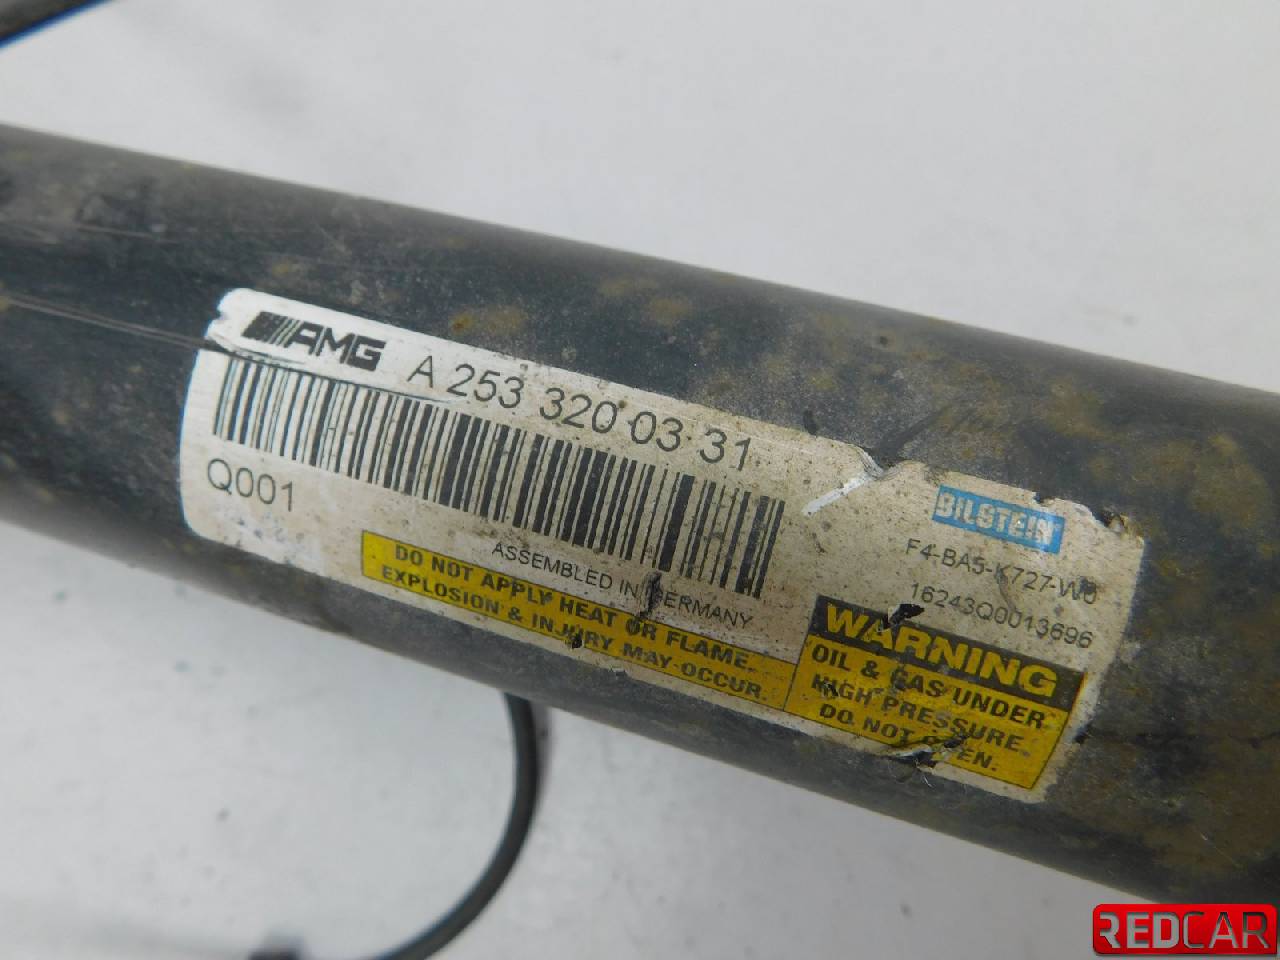 AMG A 253 320 03 31
Q001
ASSEMBLED IN GERMANY
DO NOT APPLY HEAT OR FLAME.
EXPLOSION & INJURY MAY OCCUR.
BILSTEIN
F4-BA5-K727-W0
16243Q0013696
WARNING
OIL & GAS UNDER
HIGH PRESSURE.
DO NOT OPEN.
REDCAR